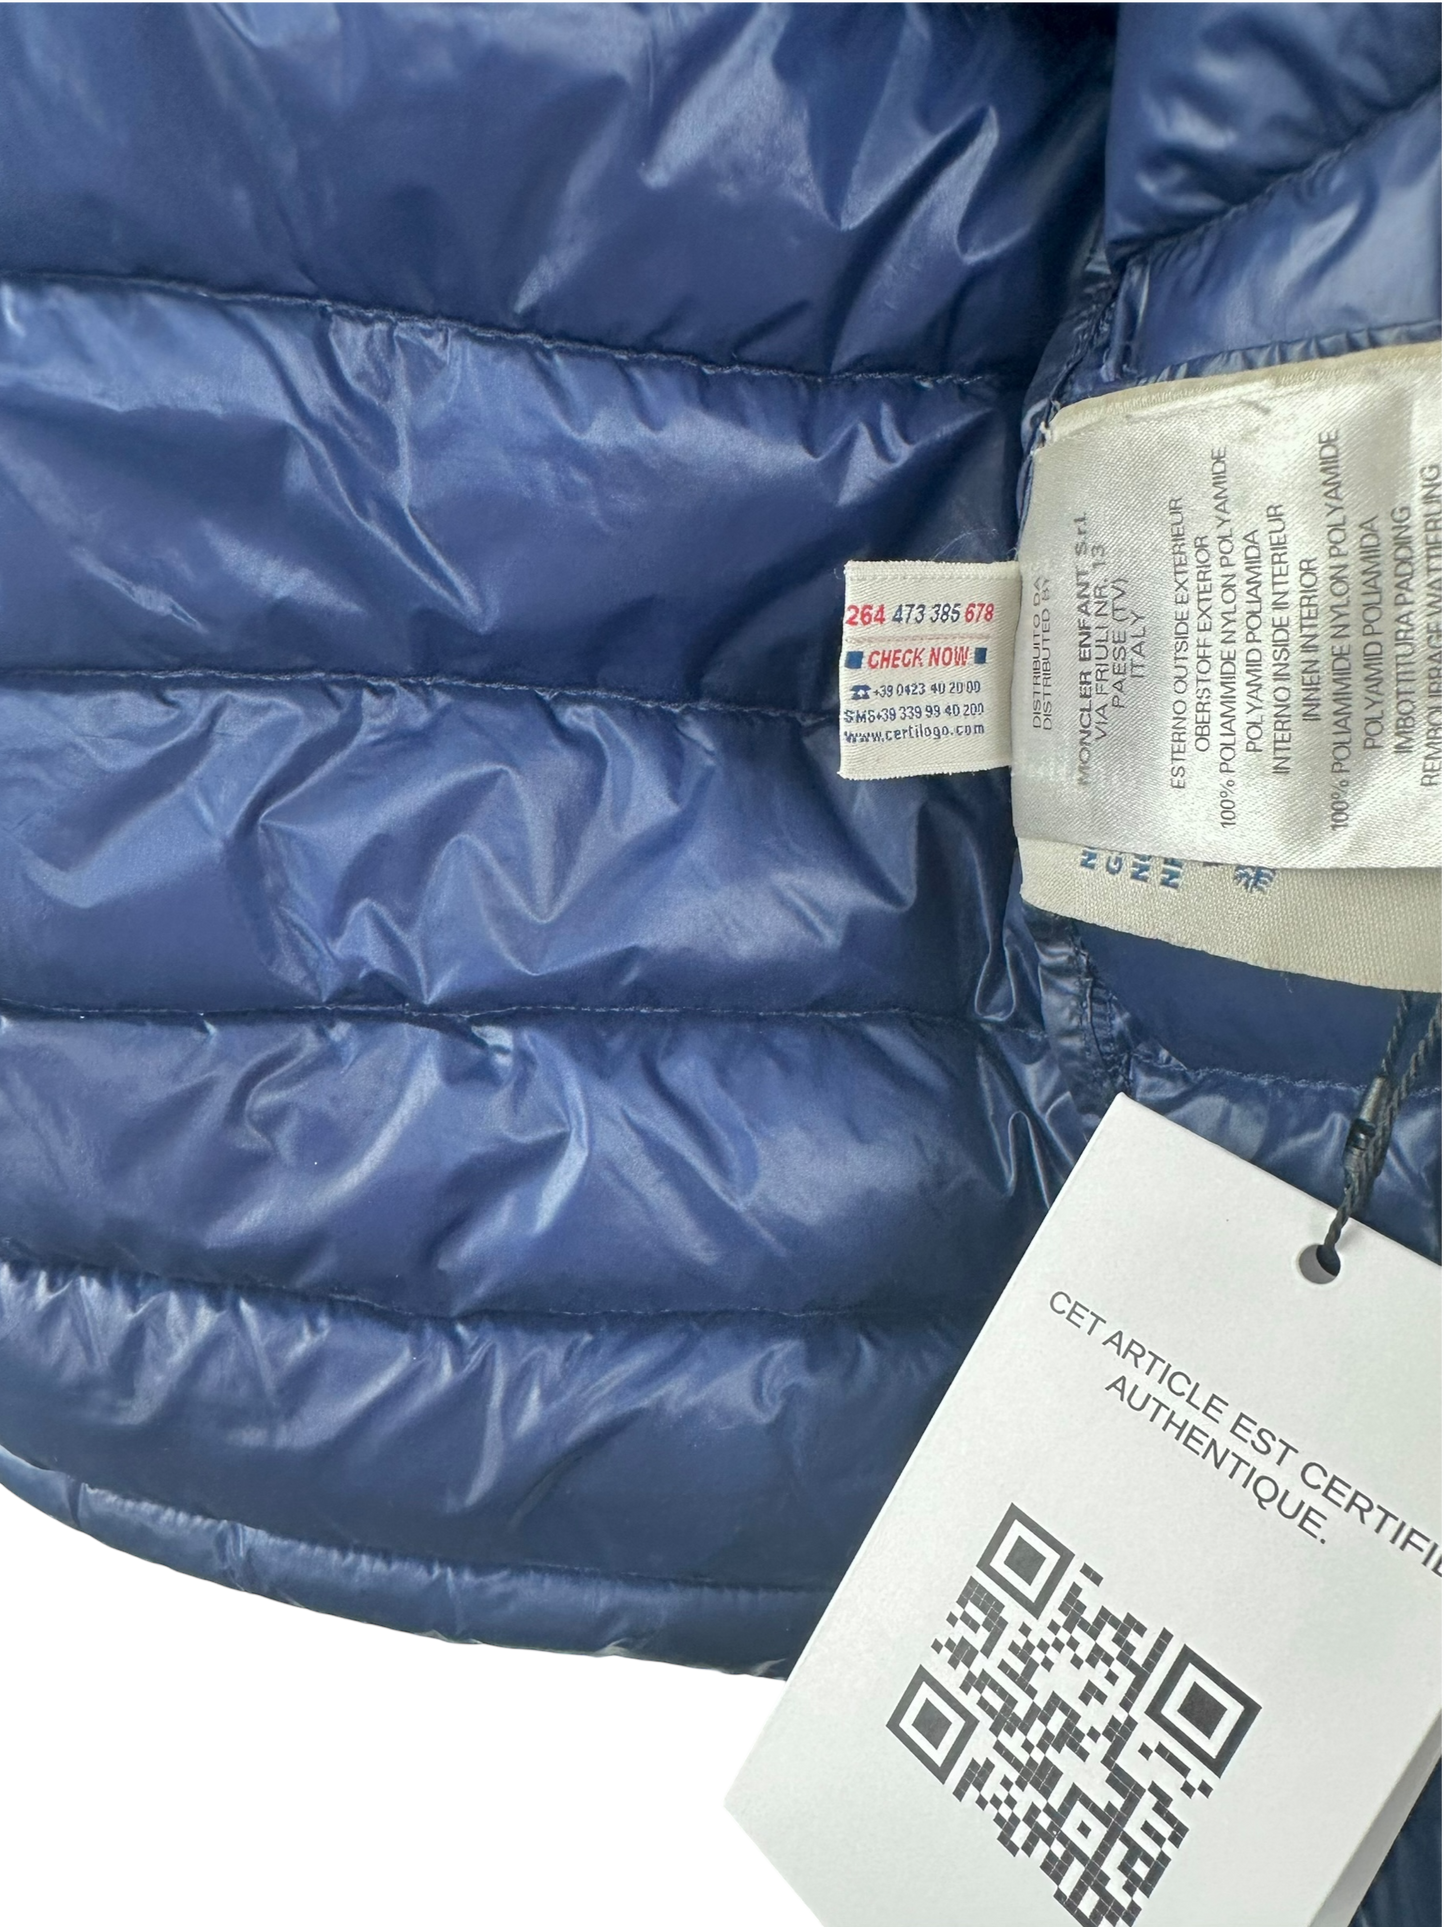 264 473 385 678
CHECK NOW
+39 0423 40 20 00
SMS+39 339 99 40 200
www.certilogo.com
DISTRIBUITO DA
DISTRIBUTED BY
MONCLER ENFANT S.r.l.
VIA FRIULI NR. 13
PAESE (TV)
ITALY
ESTERNO OUTSIDE EXTERIEUR
OBERSTOFF EXTERIOR
100% POLIAMMIDE NYLON POLYAMIDE
POLYAMID POLIAMIDA
INTERNO INSIDE INTERIEUR
INNEN INTERIOR
100% POLIAMMIDE NYLON POLYAMIDE
POLYAMID POLIAMIDA
IMBOTTITURA PADDING
REMBOURRAGE WATTIERUNG
CET ARTICLE EST CERTIFIÉ
AUTHENTIQUE.